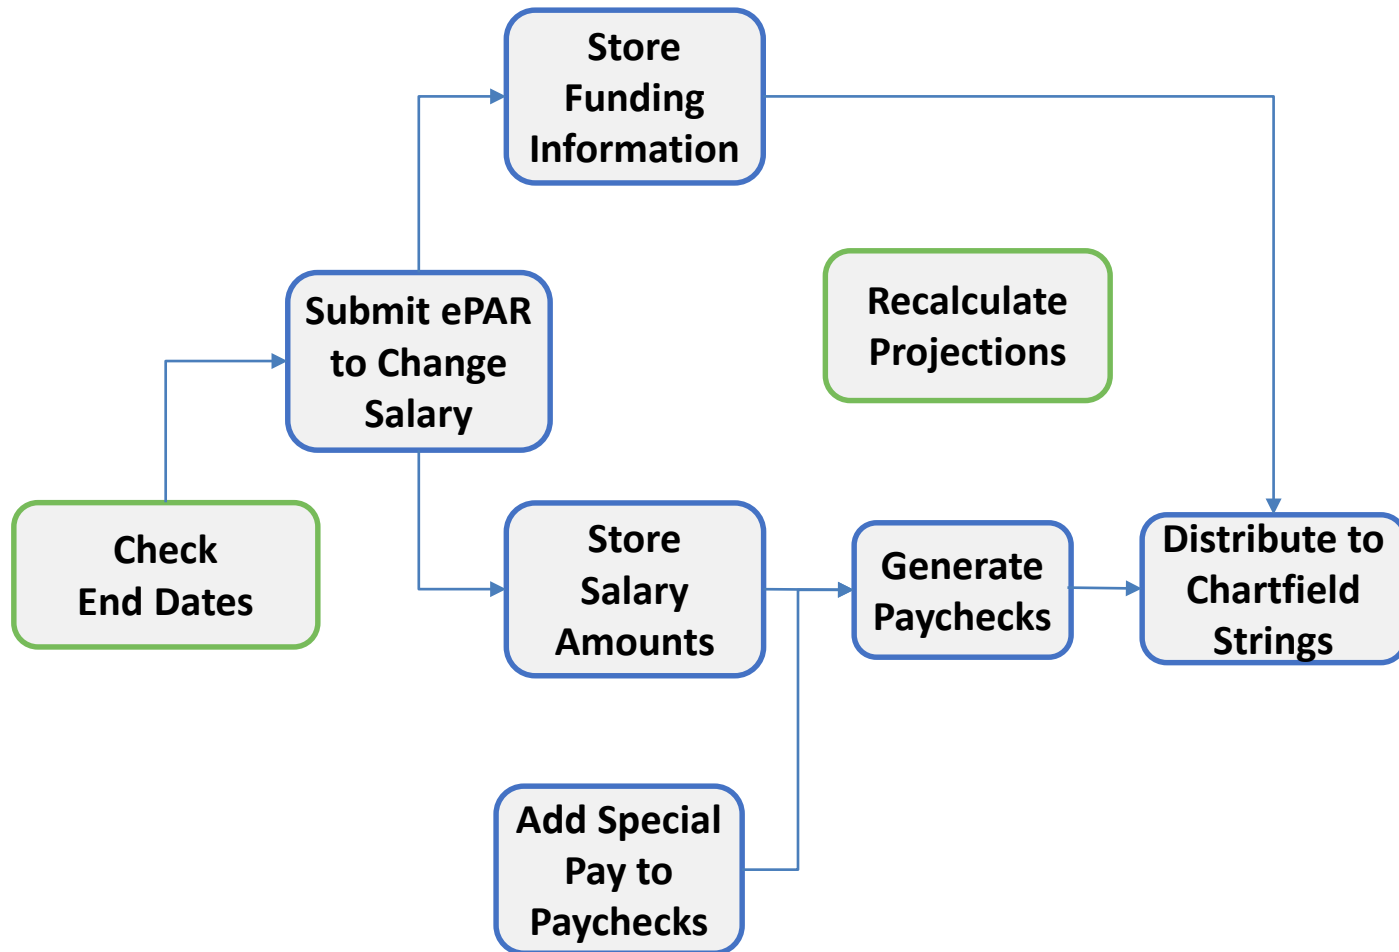 Store
Funding
Information
Submit ePAR
to Change
Salary
Recalculate
Projections
Check
End Dates
Store
Salary
Amounts
Generate
Paychecks
Distribute to
Chartfield
Strings
Add Special
Pay to
Paychecks